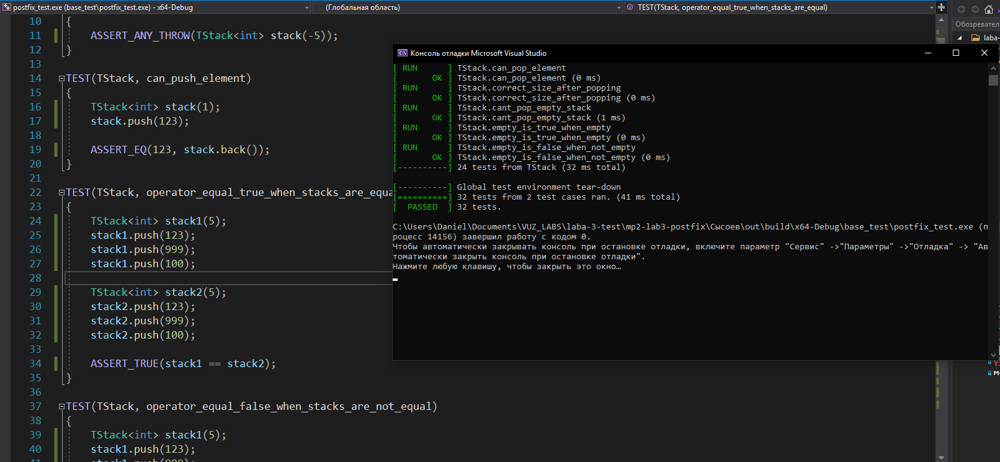 postfix_test.exe (base_test\postfix_test.exe) - x64-Debug
(Глобальная область)
TEST(TStack, operator_equal_true_when_stacks_are_equal)
10 {
11 ASSERT_ANY_THROW(TStack<int> stack(-5));
12 }
13
14 TEST(TStack, can_push_element)
15 {
16 TStack<int> stack(1);
17 stack.push(123);
18
19 ASSERT_EQ(123, stack.back());
20 }
21
22 TEST(TStack, operator_equal_true_when_stacks_are_equa
23 {
24 TStack<int> stack1(5);
25 stack1.push(123);
26 stack1.push(999);
27 stack1.push(100);
28
29 TStack<int> stack2(5);
30 stack2.push(123);
31 stack2.push(999);
32 stack2.push(100);
33
34 ASSERT_TRUE(stack1 == stack2);
35 }
36
37 TEST(TStack, operator_equal_false_when_stacks_are_not_equal)
38 {
39 TStack<int> stack1(5);
40 stack1.push(123);
Консоль отладки Microsoft Visual Studio
[ RUN      ] TStack.can_pop_element
[       OK ] TStack.can_pop_element (0 ms)
[ RUN      ] TStack.correct_size_after_popping
[       OK ] TStack.correct_size_after_popping (0 ms)
[ RUN      ] TStack.cant_pop_empty_stack
[       OK ] TStack.cant_pop_empty_stack (1 ms)
[ RUN      ] TStack.empty_is_true_when_empty
[       OK ] TStack.empty_is_true_when_empty (0 ms)
[ RUN      ] TStack.empty_is_false_when_not_empty
[       OK ] TStack.empty_is_false_when_not_empty (0 ms)
[----------] 24 tests from TStack (32 ms total)
[----------] Global test environment tear-down
[==========] 32 tests from 2 test cases ran. (41 ms total)
[  PASSED  ] 32 tests.
C:\Users\Daniel\Documents\VUZ_LABS\laba-3-test\mp2-lab3-postfix\Сысоев\out\build\x64-Debug\base_test\postfix_test.exe (п
роцесс 14156) завершил работу с кодом 0.
Чтобы автоматически закрывать консоль при остановке отладки, включите параметр "Сервис" ->"Параметры" ->"Отладка" -> "Ав
томатически закрыть консоль при остановке отладки".
Нажмите любую клавишу, чтобы закрыть это окно…
Обозревател
laba-